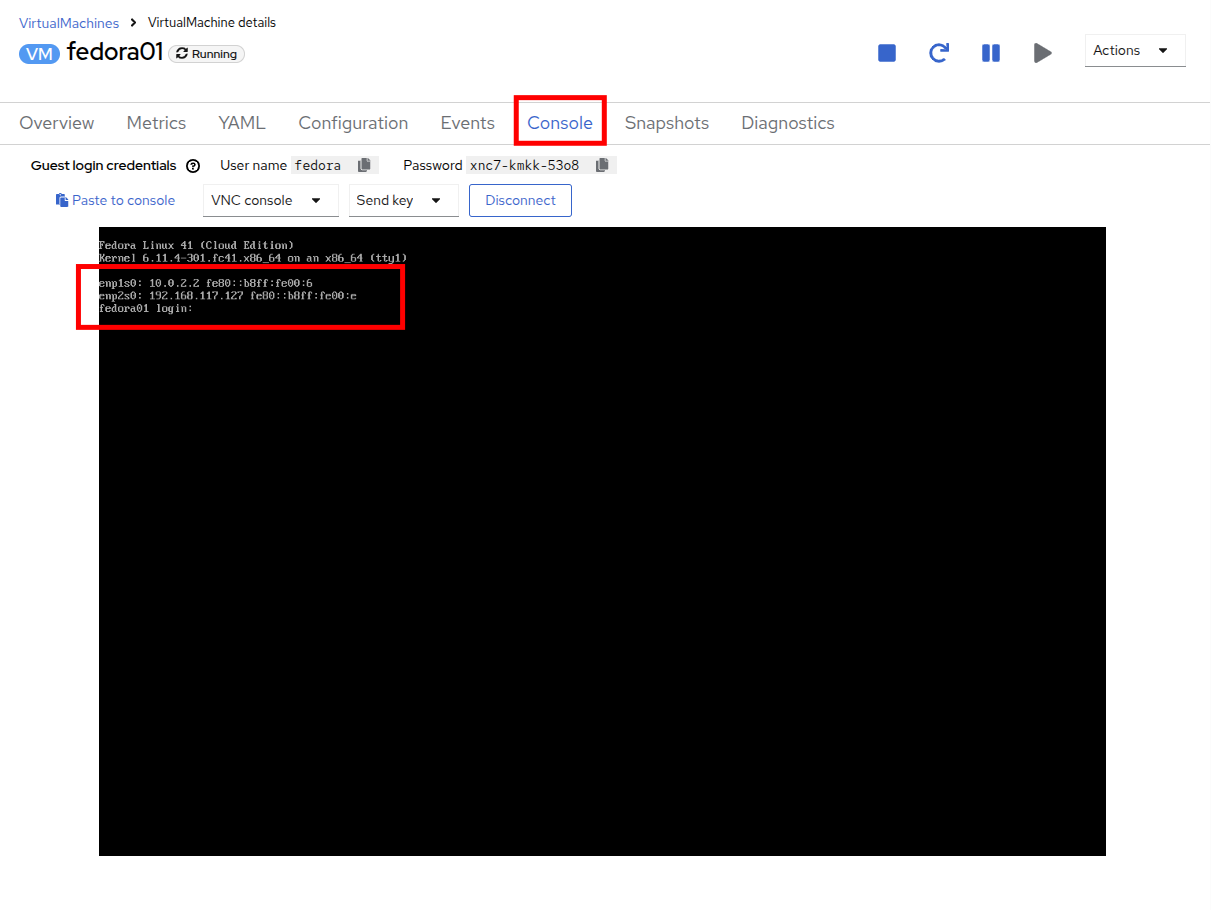 VirtualMachines > VirtualMachine details
VM fedora01 Running
Actions
Overview Metrics YAML Configuration Events Console Snapshots Diagnostics
Guest login credentials User name fedora Password xnc7-kmkk-53o8
Paste to console VNC console Send key Disconnect
Fedora Linux 41 (Cloud Edition)
Kernel 6.11.4-301.fc41.x86_64 on an x86_64 (tty1)
enp1s0: 10.0.2.2 fe80::b8ff:fe00:6
enp2s0: 192.168.117.127 fe80::b8ff:fe00:e
fedora01 login: